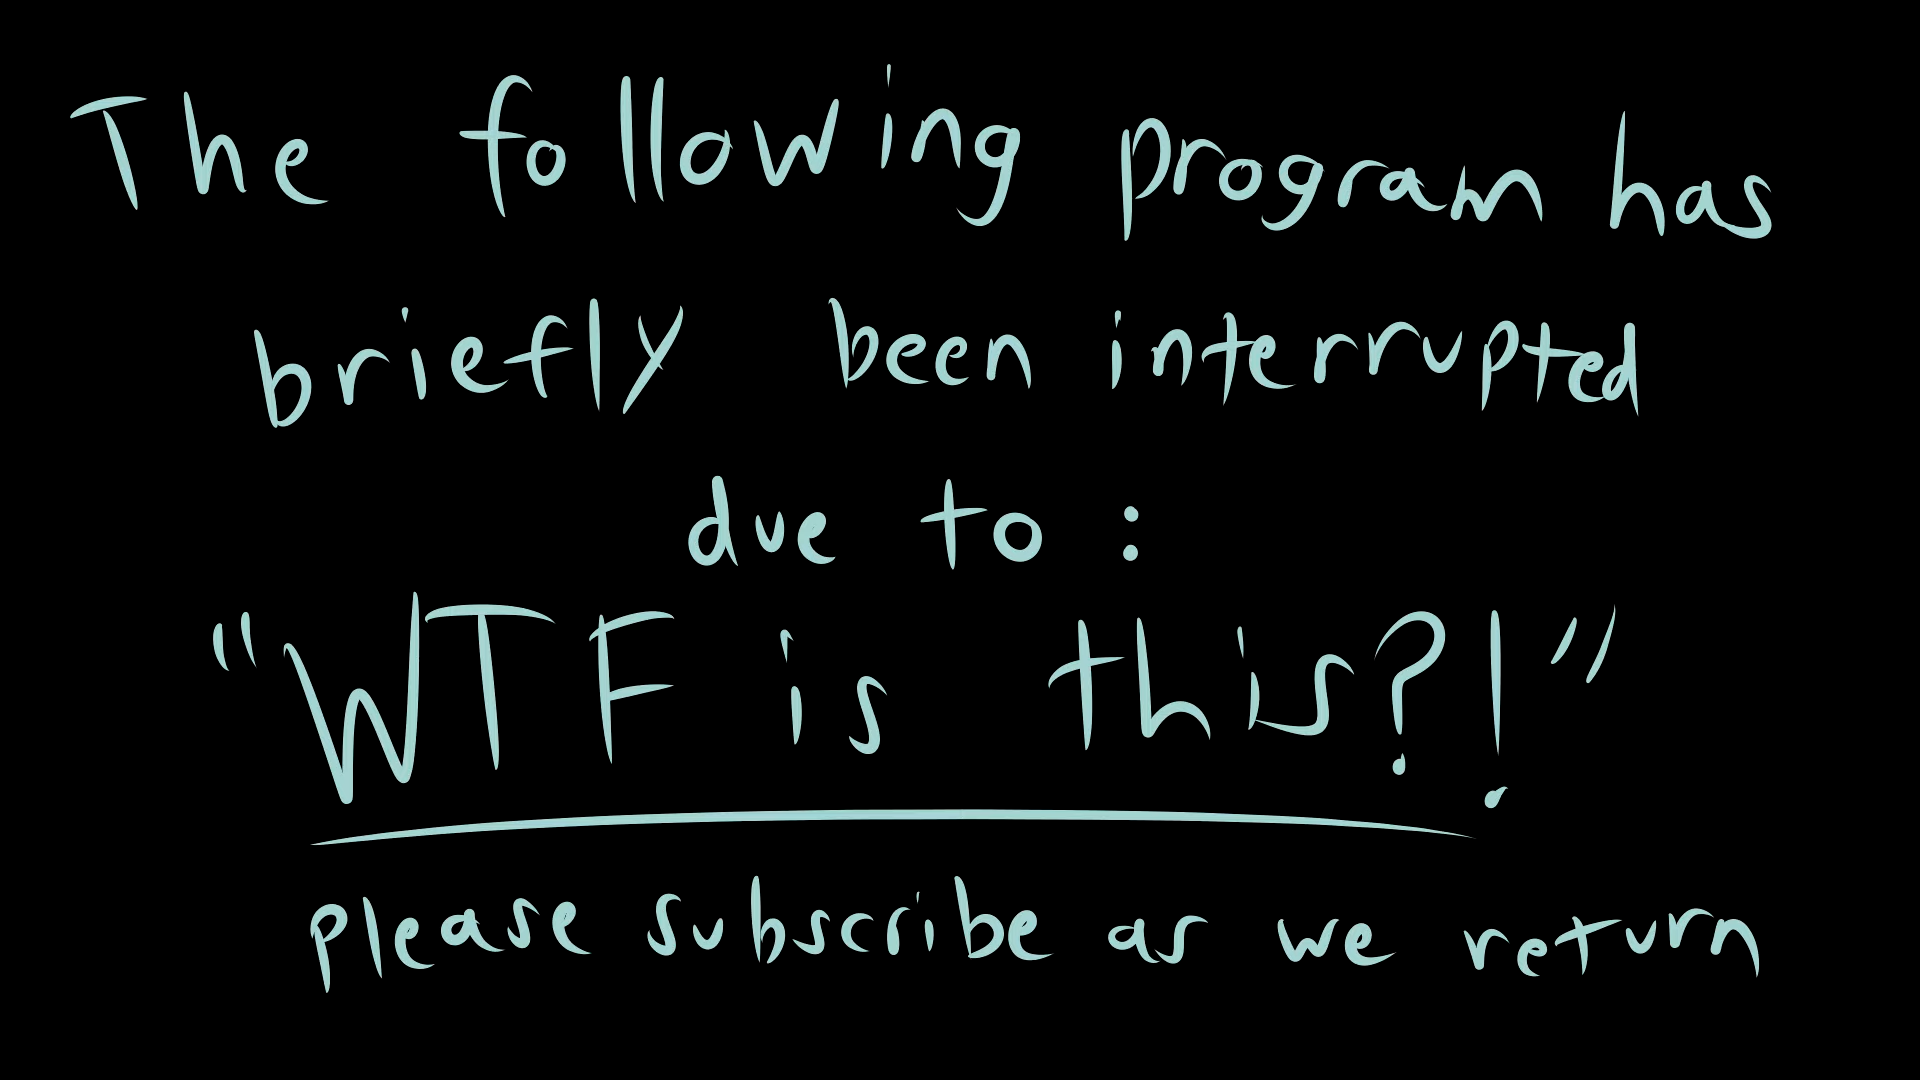 The following program has
briefly been interrupted
due to :
“WTF is this?!”
please subscribe as we return